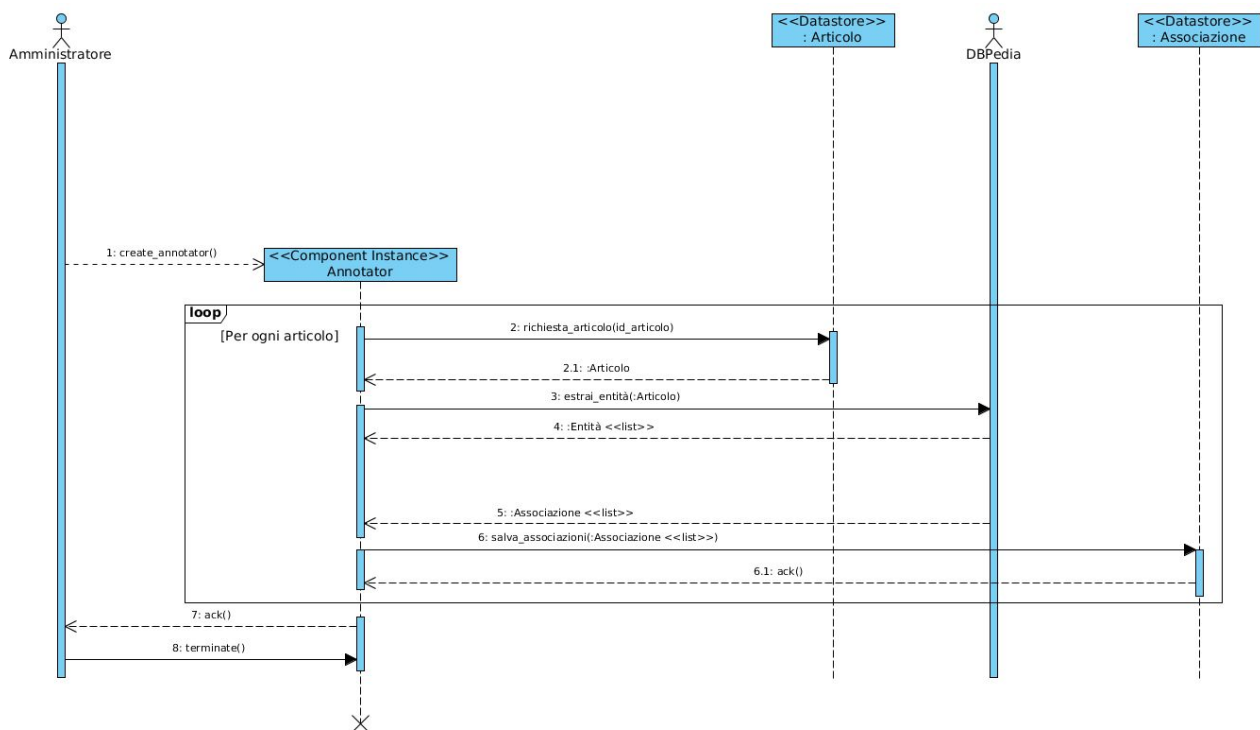 <<Datastore>>
: Articolo
<<Datastore>>
: Associazione
Amministratore
DBPedia
1: create_annotator()
<<Component Instance>>
Annotator
loop
[Per ogni articolo]
2: richiesta_articolo(id_articolo)
2.1: :Articolo
3: estrai_entità(:Articolo)
4: :Entità <<list>>
5: :Associazione <<list>>
6: salva_associazioni(:Associazione <<list>>)
6.1: ack()
7: ack()
8: terminate()